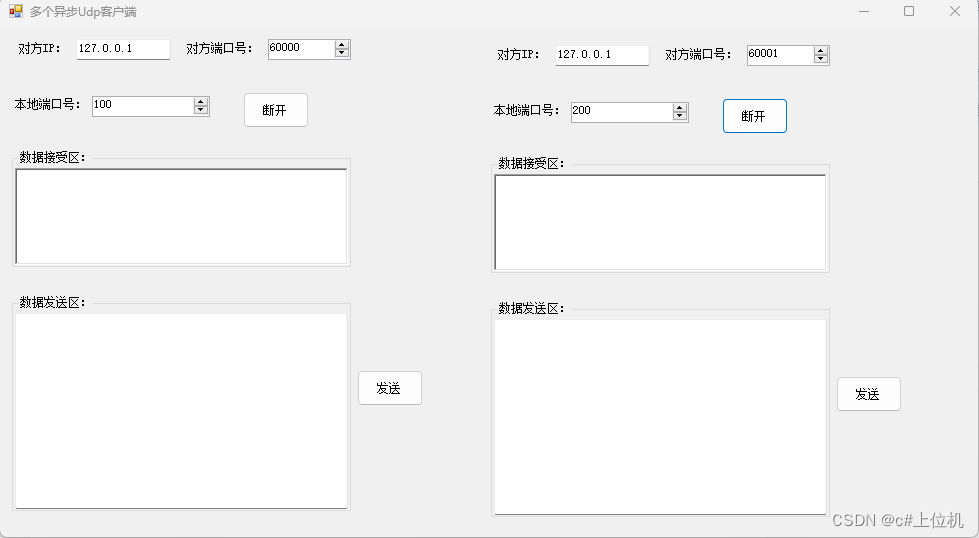 多个异步Udp客户端
对方IP： 127.0.0.1 对方端口号： 60000
本地端口号： 100 断开
数据接受区：
数据发送区：
发送
对方IP： 127.0.0.1 对方端口号： 60001
本地端口号： 200 断开
数据接受区：
数据发送区：
发送
CSDN @c#上位机